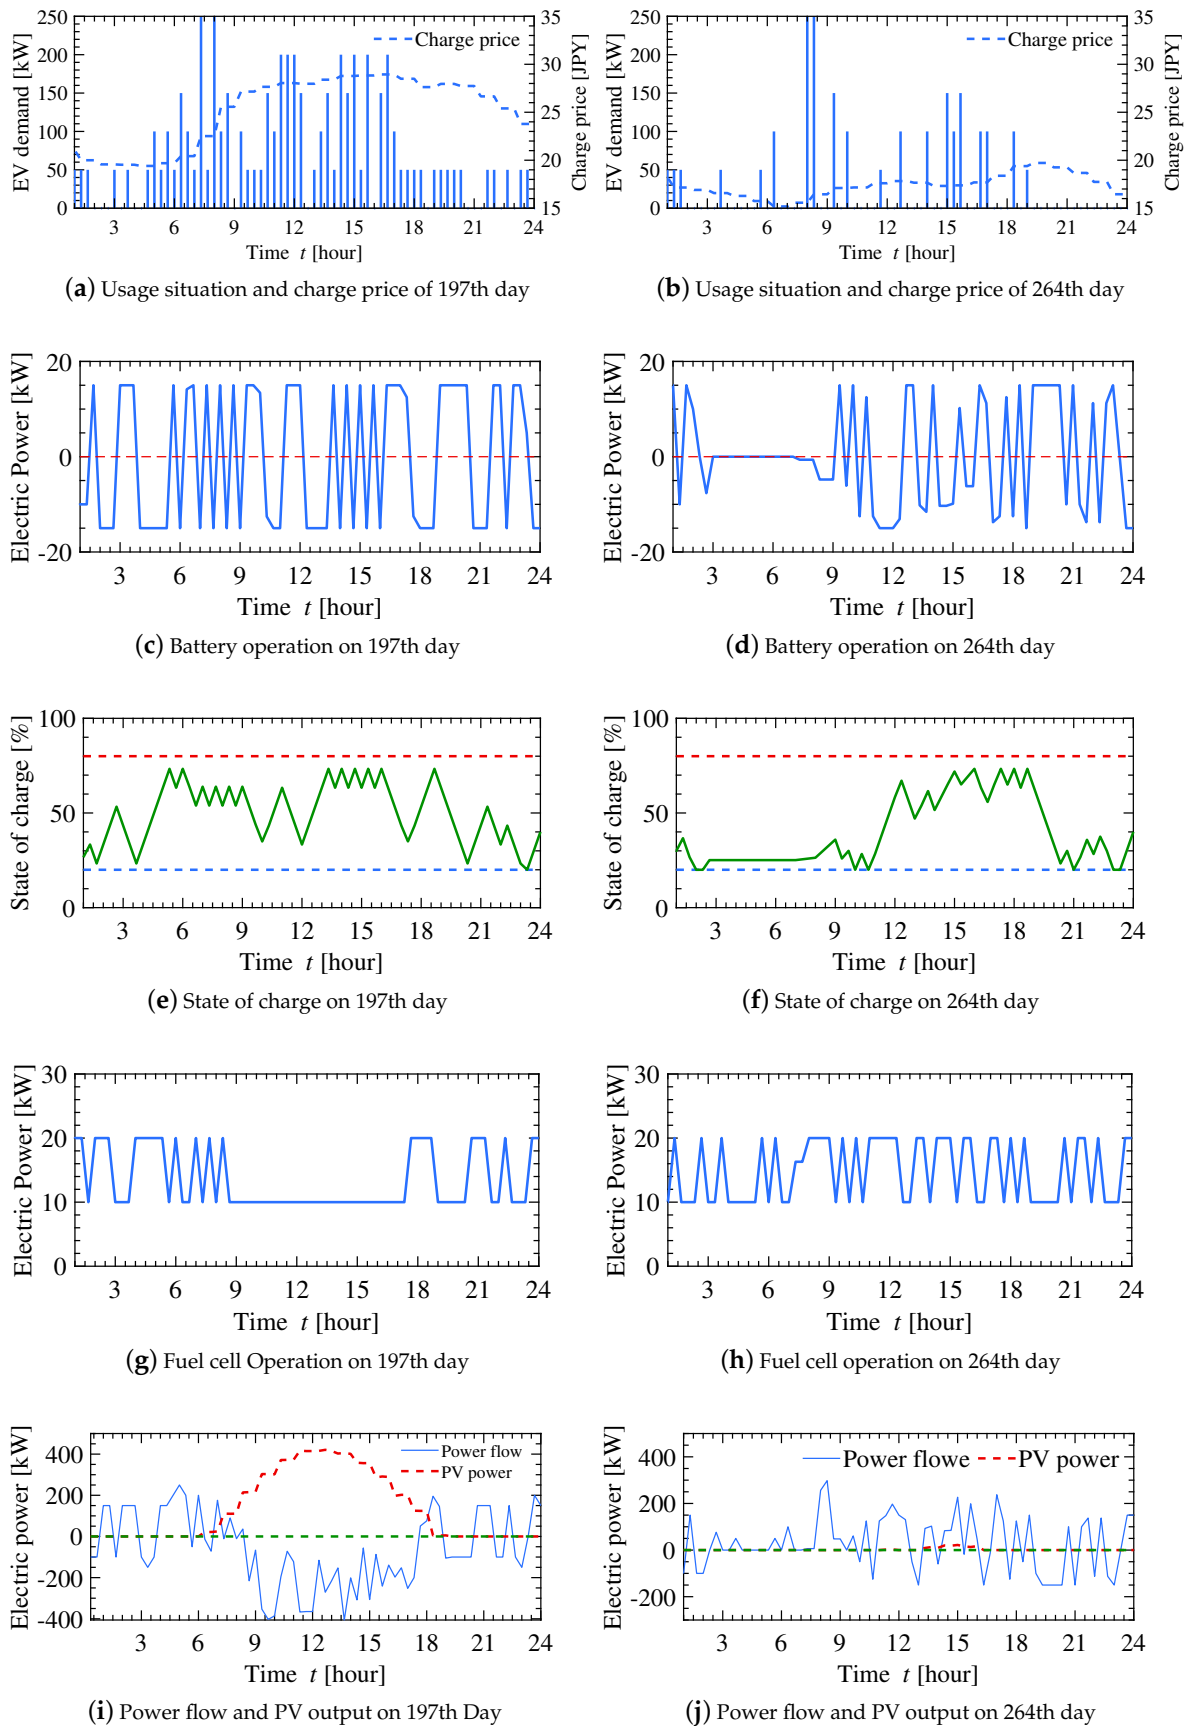 EV demand [kW]
250
200
150
100
50
0
Charge price
35
30
25
20
15
Charge price [JPY]
3 6 9 12 15 18 21 24
Time t [hour]
(a) Usage situation and charge price of 197th day
EV demand [kW]
250
200
150
100
50
0
Charge price
35
30
25
20
15
Charge price [JPY]
3 6 9 12 15 18 21 24
Time t [hour]
(b) Usage situation and charge price of 264th day
Electric Power [kW]
20
0
-20
3 6 9 12 15 18 21 24
Time t [hour]
(c) Battery operation on 197th day
Electric Power [kW]
20
0
-20
3 6 9 12 15 18 21 24
Time t [hour]
(d) Battery operation on 264th day
State of charge [%]
100
50
0
3 6 9 12 15 18 21 24
Time t [hour]
(e) State of charge on 197th day
State of charge [%]
100
50
0
3 6 9 12 15 18 21 24
Time t [hour]
(f) State of charge on 264th day
Electric Power [kW]
30
20
10
0
3 6 9 12 15 18 21 24
Time t [hour]
(g) Fuel cell Operation on 197th day
Electric Power [kW]
30
20
10
0
3 6 9 12 15 18 21 24
Time t [hour]
(h) Fuel cell operation on 264th day
Electric power [kW]
400
200
0
-200
-400
Power flow
PV power
3 6 9 12 15 18 21 24
Time t [hour]
(i) Power flow and PV output on 197th Day
Electric power [kW]
400
200
0
-200
Power flowe PV power
3 6 9 12 15 18 21 24
Time t [hour]
(j) Power flow and PV output on 264th day